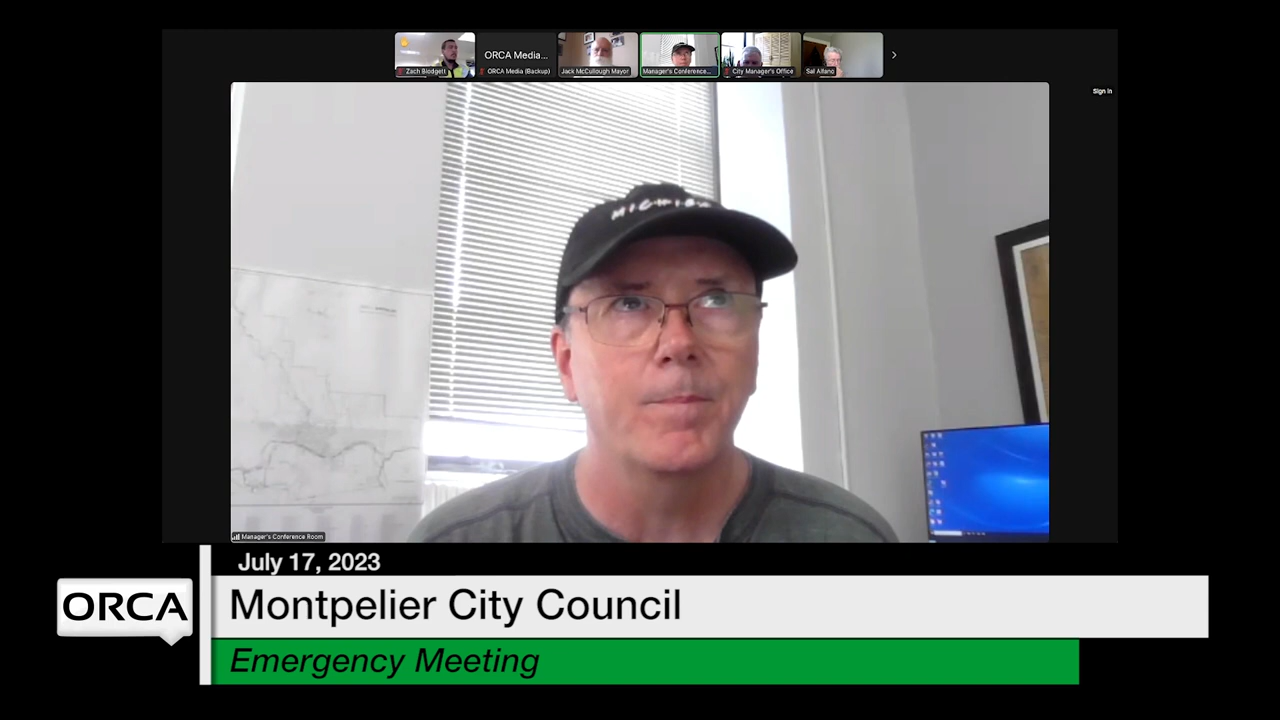 ORCA Media...
Zach Blodgett
ORCA Media (Backup)
Jack McCullough Mayor
Manager's Conference...
City Manager's Office
Sal Alfano
Sign in
Manager's Conference Room
July 17, 2023
ORCA
Montpelier City Council
Emergency Meeting